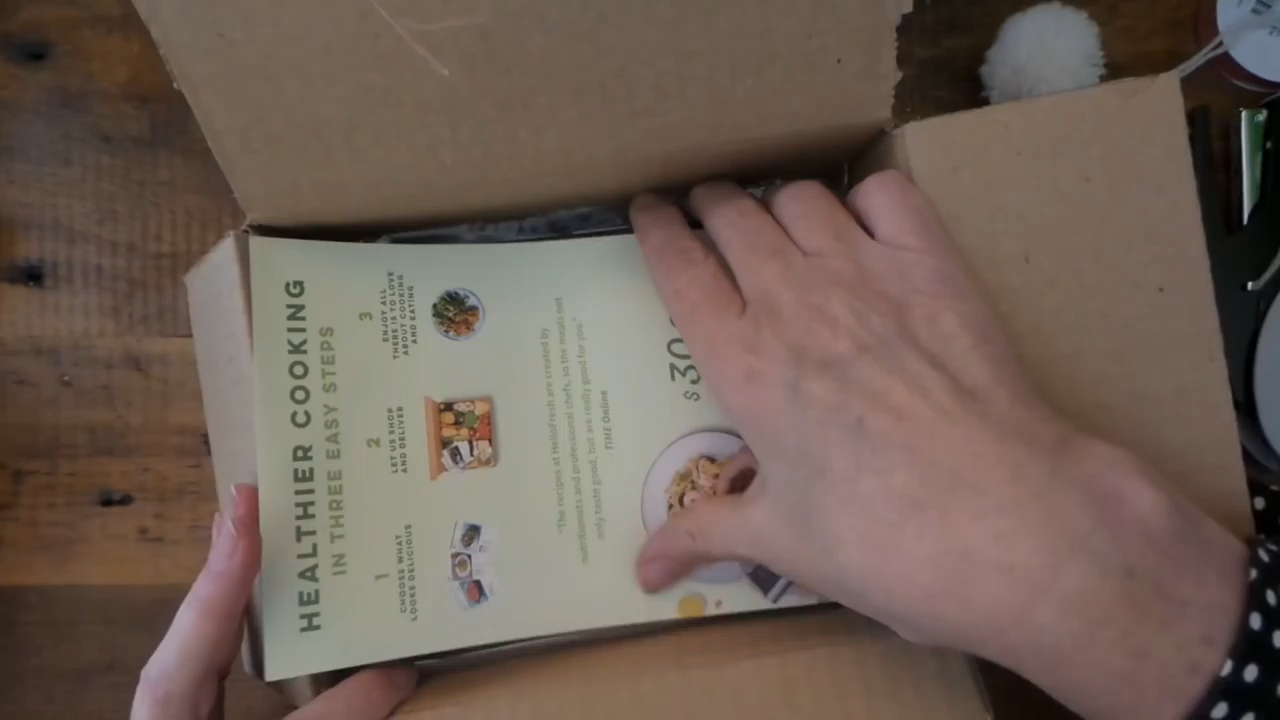 HEALTHIER COOKING
IN THREE EASY STEPS
1
CHOOSE WHAT
LOOKS DELICIOUS
2
LET US SHOP
AND DELIVER
3
ENJOY ALL
THERE IS TO LOVE
ABOUT COOKING
AND EATING
"The recipes at HelloFresh are created by
nutritionists and professional chefs, so the meals not
only taste good, but are really good for you"
- TIME Online
$30